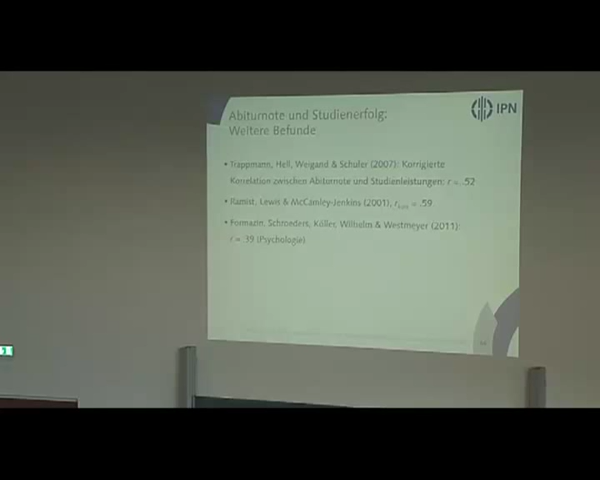 Abiturnote und Studienerfolg:
Weitere Befunde
IPN
• Trappmann, Hell, Weigand & Schuler (2007): Korrigierte
Korrelation zwischen Abiturnote und Studienleistungen: r = .52
• Ramist, Lewis & McCamley-Jenkins (2001), r = .59
• Formazin, Schroeders, Köller, Wilhelm & Westmeyer (2011):
r = .39 (Psychologie)